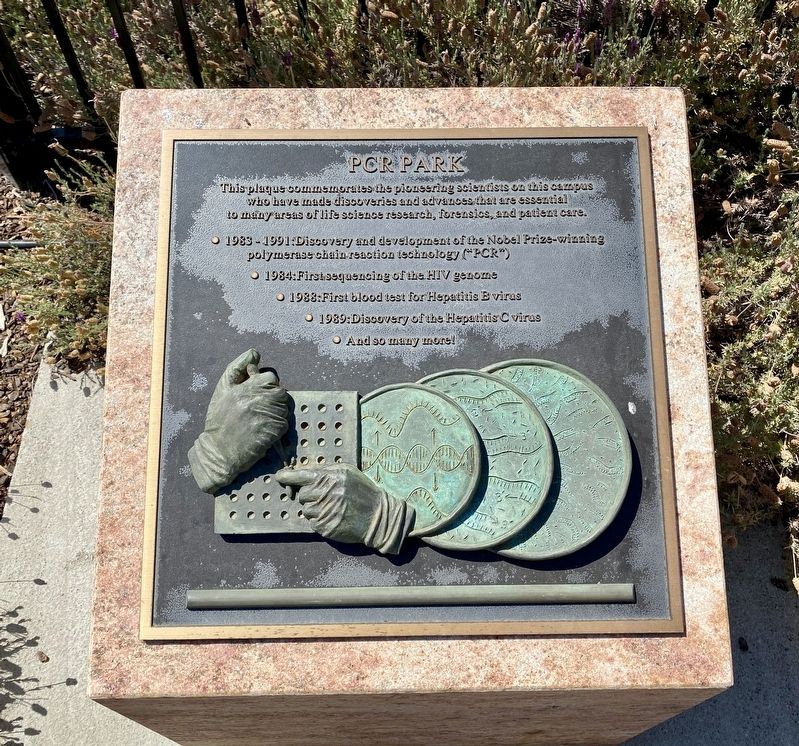 PCR PARK
This plaque commemorates the pioneering scientists on this campus
who have made discoveries and advances that are essential
to many areas of life science research, forensics, and patient care.
1983 - 1991: Discovery and development of the Nobel Prize-winning
polymerase chain reaction technology ("PCR")
1984: First sequencing of the HIV genome
1988: First blood test for Hepatitis B virus
1989: Discovery of the Hepatitis C virus
And so many more!